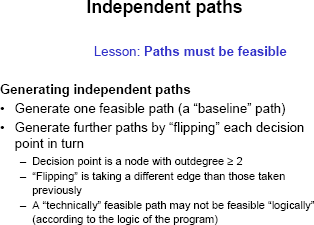 Independent paths
Lesson: Paths must be feasible
Generating independent paths
• Generate one feasible path (a “baseline” path)
• Generate further paths by “flipping” each decision
point in turn
– Decision point is a node with outdegree ≥ 2
– “Flipping” is taking a different edge than those taken
previously
– A “technically” feasible path may not be feasible “logically”
(according to the logic of the program)